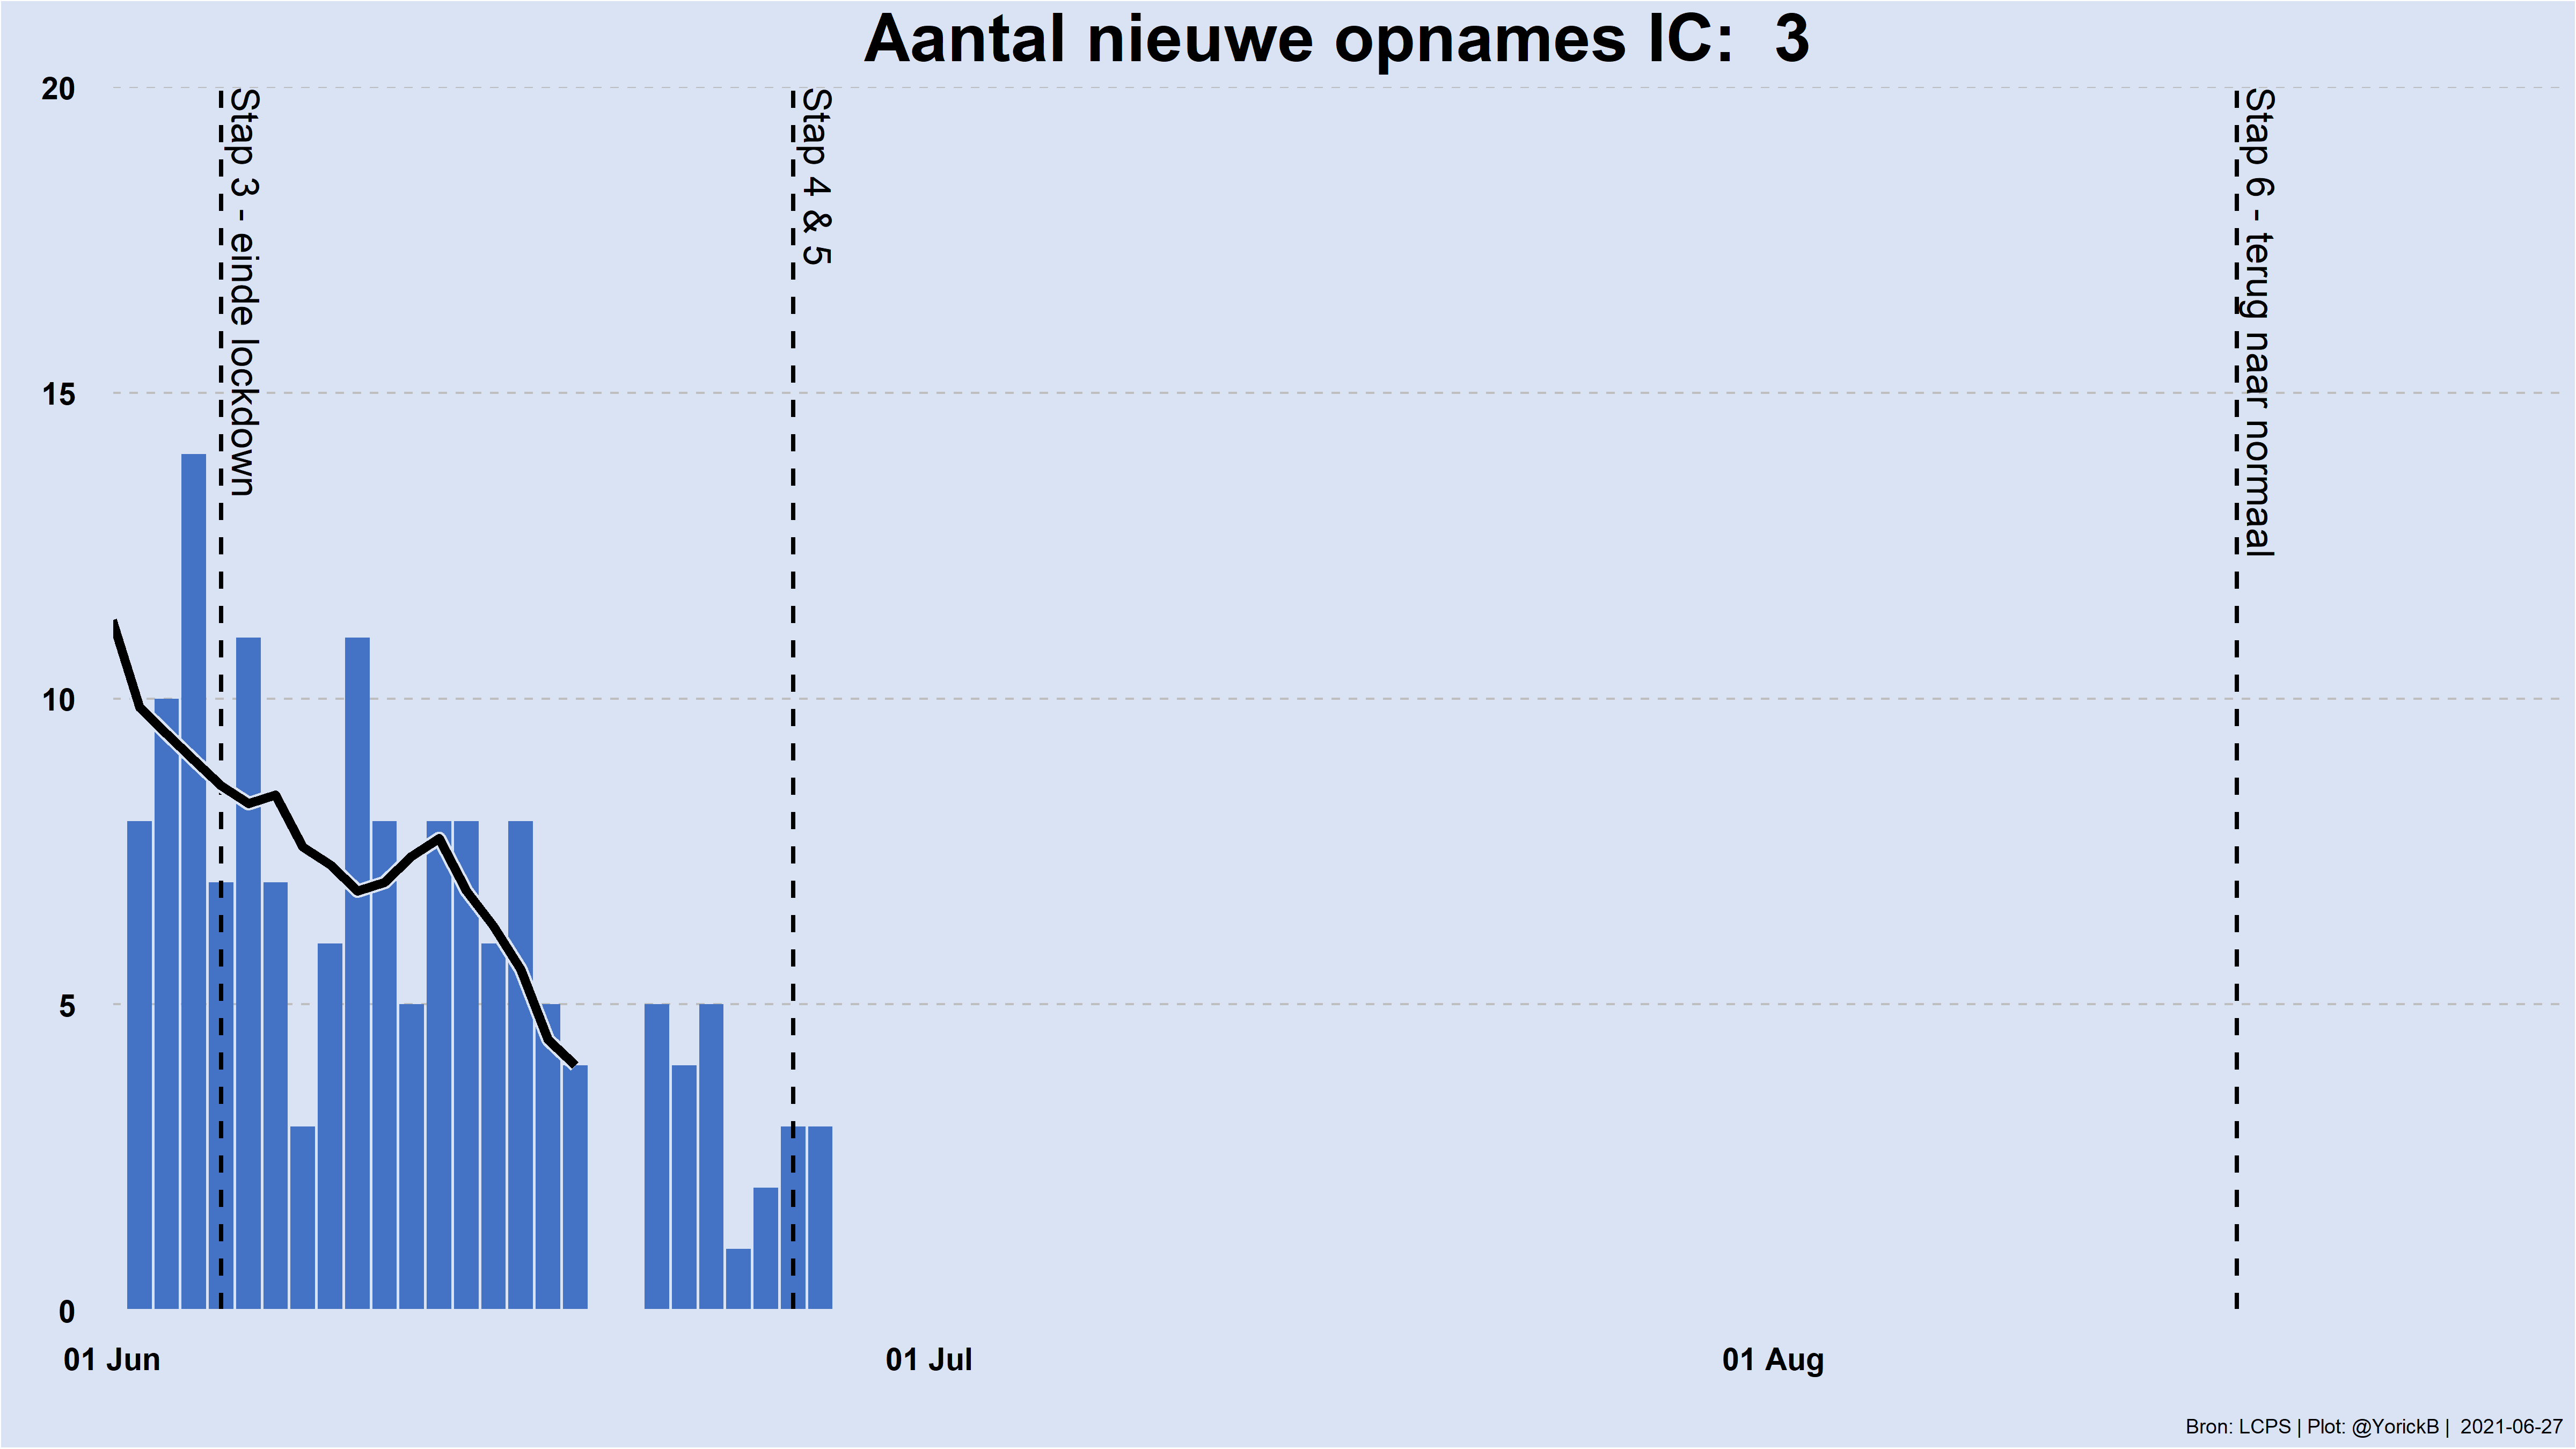 Aantal nieuwe opnames IC:  3
20
15
10
5
0
Stap 3 - einde lockdown
Stap 4 & 5
Stap 6 - terug naar normaal
01 Jun
01 Jul
01 Aug
Bron: LCPS | Plot: @YorickB |  2021-06-27